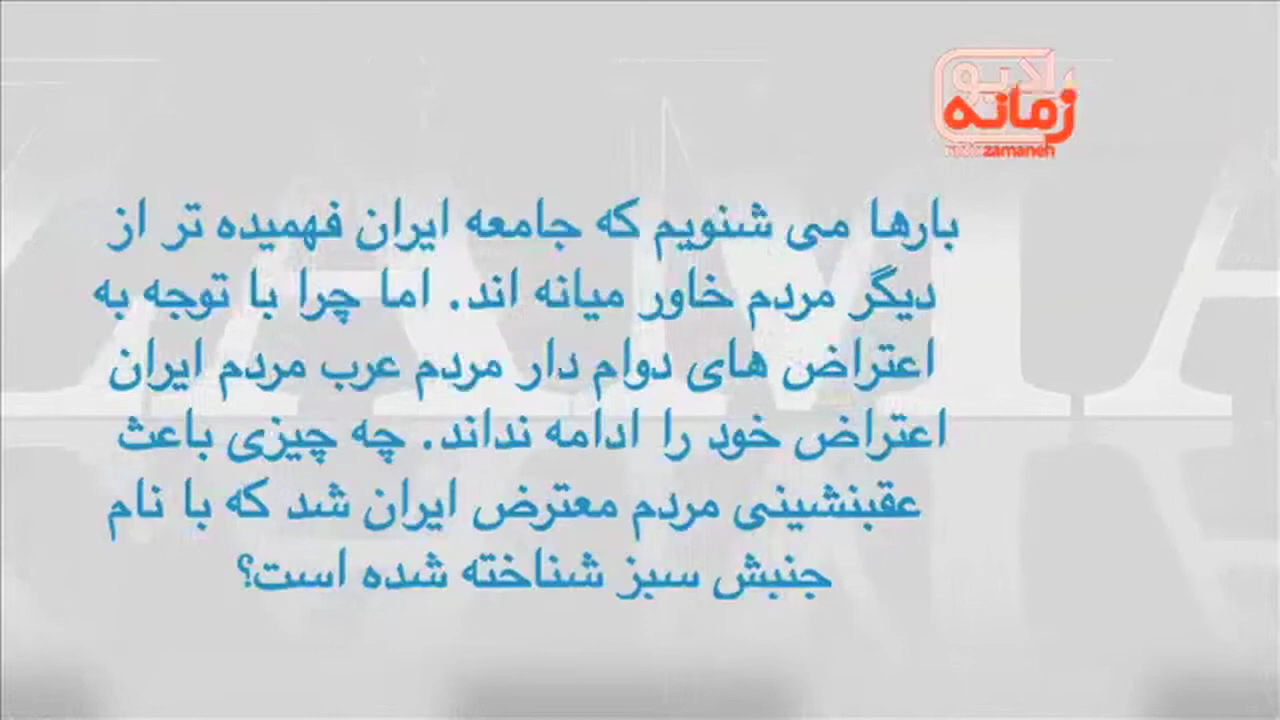 رادیو
زمانه
radiozamaneh
بارها می شنویم که جامعه ایران فهمیده تر از
دیگر مردم خاور میانه اند. اما چرا با توجه به
اعتراض های دوام دار مردم عرب مردم ایران
اعتراض خود را ادامه نداند. چه چیزی باعث
عقبنشینی مردم معترض ایران شد که با نام
جنبش سبز شناخته شده است؟